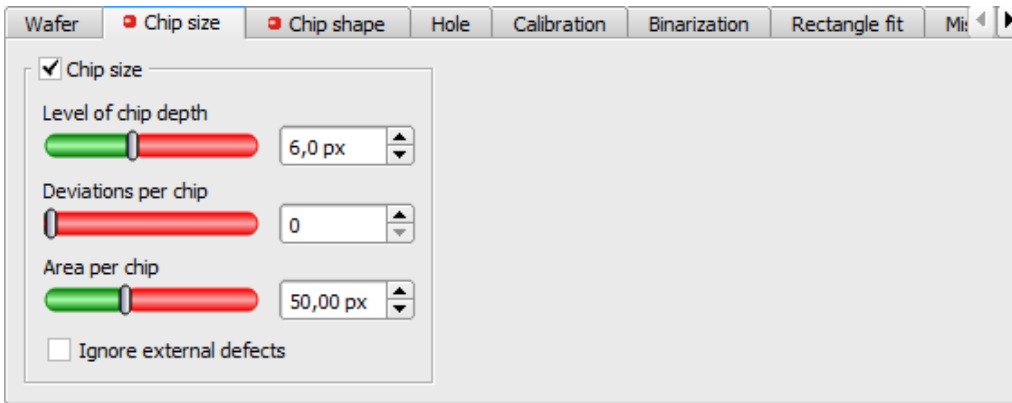 Wafer Chip size Chip shape Hole Calibration Binarization Rectangle fit
Chip size
Level of chip depth
6,0 px
Deviations per chip
0
Area per chip
50,00 px
Ignore external defects